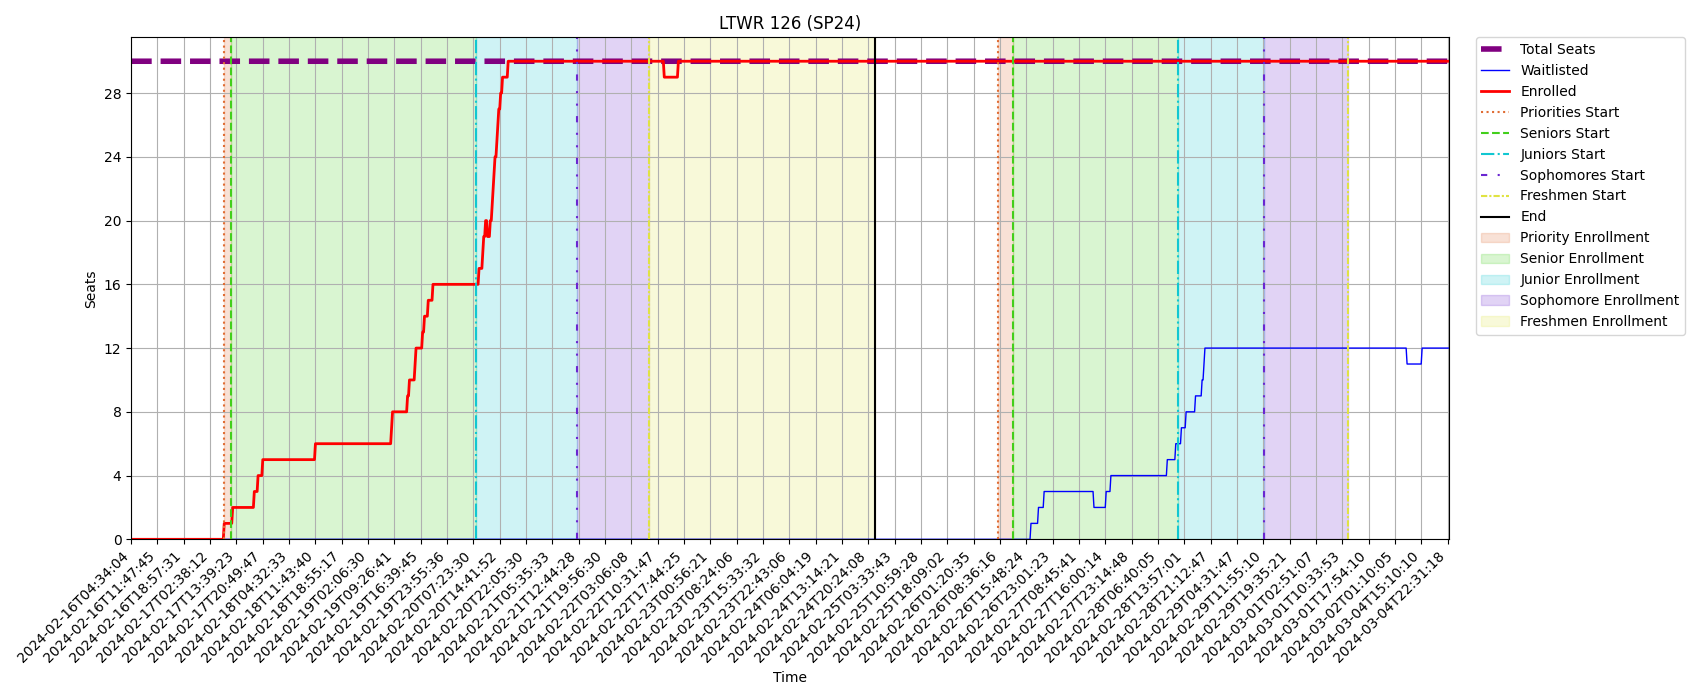 LTWR 126 (SP24)
Seats
28
24
20
16
12
8
4
0
2024-02-16T04:34:04
2024-02-16T11:47:45
2024-02-16T18:57:31
2024-02-17T02:38:12
2024-02-17T13:39:23
2024-02-17T20:49:47
2024-02-18T04:32:33
2024-02-18T11:43:40
2024-02-18T18:55:17
2024-02-19T02:06:30
2024-02-19T09:26:41
2024-02-19T16:39:45
2024-02-19T23:55:36
2024-02-20T07:23:30
2024-02-20T14:41:52
2024-02-20T22:05:30
2024-02-21T05:35:33
2024-02-21T12:44:28
2024-02-21T19:56:30
2024-02-22T03:06:08
2024-02-22T10:31:47
2024-02-22T17:44:25
2024-02-23T00:56:21
2024-02-23T08:24:06
2024-02-23T15:33:32
2024-02-23T22:43:06
2024-02-24T06:04:19
2024-02-24T13:14:21
2024-02-24T20:24:08
2024-02-25T03:33:43
2024-02-25T10:59:28
2024-02-25T18:09:02
2024-02-26T01:20:35
2024-02-26T08:36:16
2024-02-26T15:48:24
2024-02-26T23:01:23
2024-02-27T08:45:41
2024-02-27T16:00:14
2024-02-27T23:14:48
2024-02-28T06:40:05
2024-02-28T13:57:01
2024-02-28T21:12:47
2024-02-29T04:31:47
2024-02-29T11:55:10
2024-02-29T19:35:21
2024-03-01T02:51:07
2024-03-01T10:33:53
2024-03-01T17:54:10
2024-03-02T01:10:05
2024-03-04T15:10:10
2024-03-04T22:31:18
Time
Total Seats
Waitlisted
Enrolled
Priorities Start
Seniors Start
Juniors Start
Sophomores Start
Freshmen Start
End
Priority Enrollment
Senior Enrollment
Junior Enrollment
Sophomore Enrollment
Freshmen Enrollment